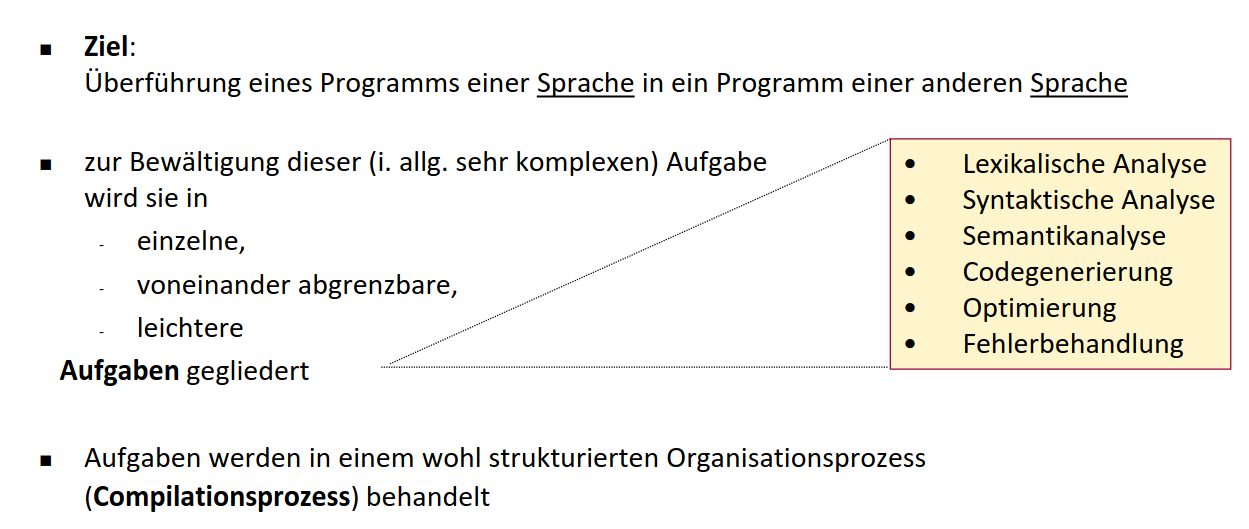 ▪ Ziel:
Überführung eines Programms einer Sprache in ein Programm einer anderen Sprache
▪ zur Bewältigung dieser (i. allg. sehr komplexen) Aufgabe
wird sie in
- einzelne,
- voneinander abgrenzbare,
- leichtere
Aufgaben gegliedert
• Lexikalische Analyse
• Syntaktische Analyse
• Semantikanalyse
• Codegenerierung
• Optimierung
• Fehlerbehandlung
▪ Aufgaben werden in einem wohl strukturierten Organisationsprozess
(Compilationsprozess) behandelt